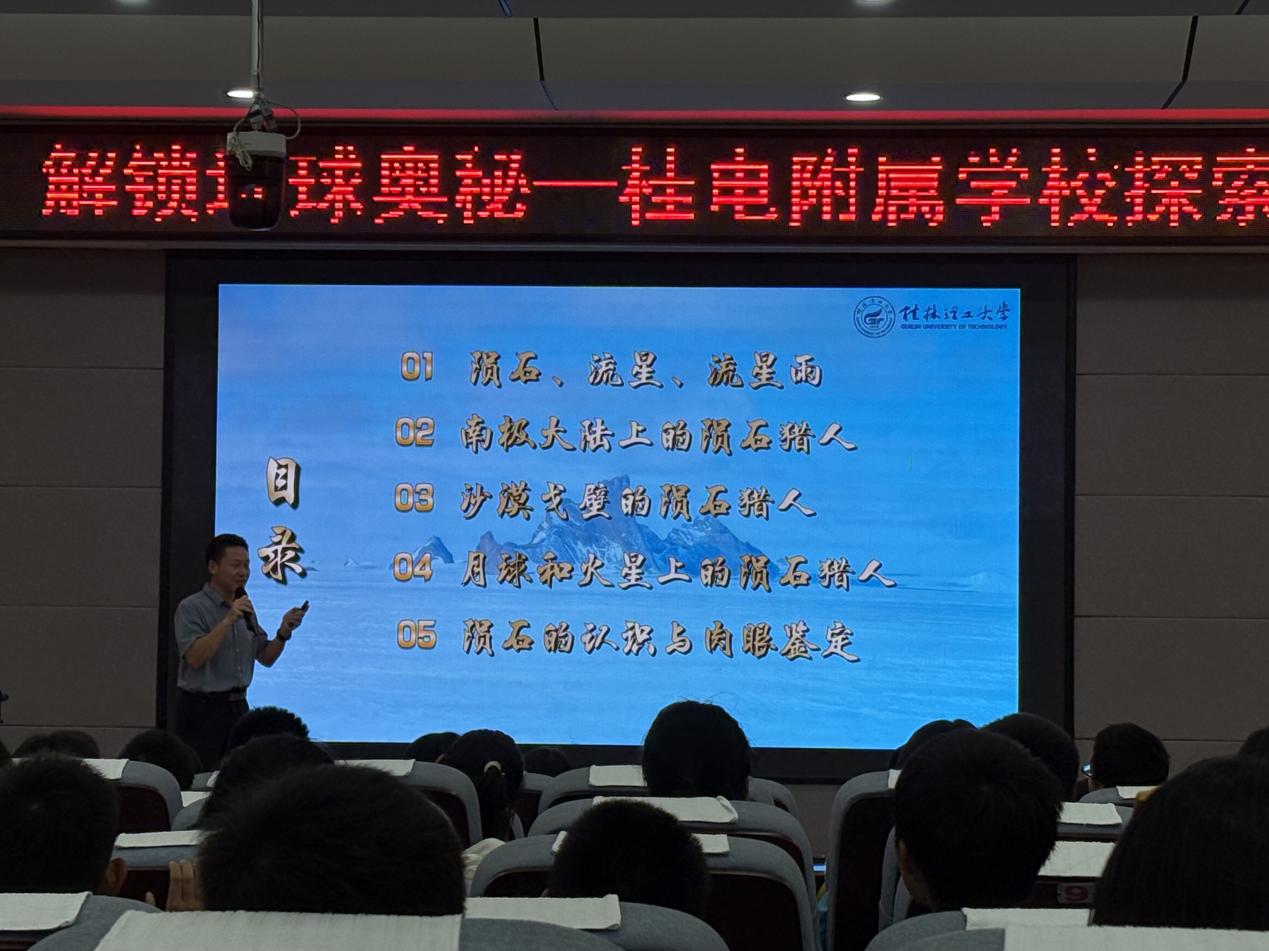 解锁地球奥秘—桂电附属学校探索
桂林理工大学
GUILIN UNIVERSITY OF TECHNOLOGY
目录
01 陨石、流星、流星雨
02 南极大陆上的陨石猎人
03 沙漠戈壁的陨石猎人
04 月球和火星上的陨石猎人
05 陨石的认识与肉眼鉴定
9